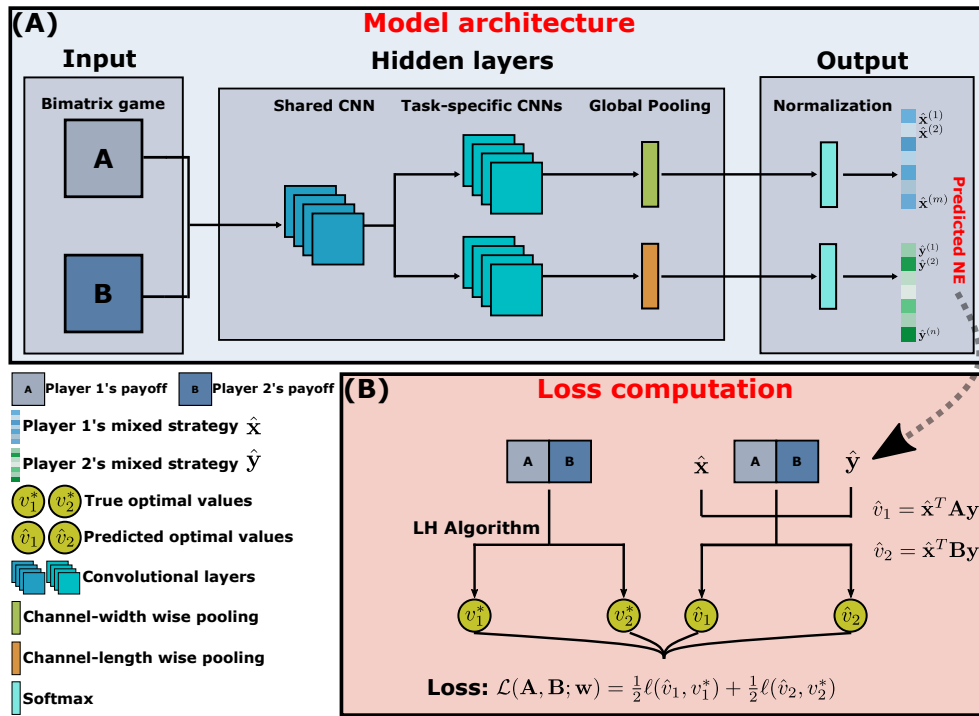 (A)
Model architecture
Input
Hidden layers
Output
Bimatrix game
Shared CNN
Task-specific CNNs
Global Pooling
Normalization
A
B
x̂⁽¹⁾
x̂⁽²⁾
x̂⁽ᵐ⁾
ŷ⁽¹⁾
ŷ⁽²⁾
ŷ⁽ⁿ⁾
Predicted NE
A Player 1's payoff
B Player 2's payoff
Player 1's mixed strategy x̂
Player 2's mixed strategy ŷ
v₁* v₂* True optimal values
v̂₁ v̂₂ Predicted optimal values
Convolutional layers
Channel-width wise pooling
Channel-length wise pooling
Softmax
(B)
Loss computation
A B
x̂ A B ŷ
LH Algorithm
v̂₁ = x̂ᵀAy
v̂₂ = x̂ᵀBy
v₁* v₂* v̂₁ v̂₂
Loss: ℒ(A, B; w) = ½ℓ(v̂₁, v₁*) + ½ℓ(v̂₂, v₂*)